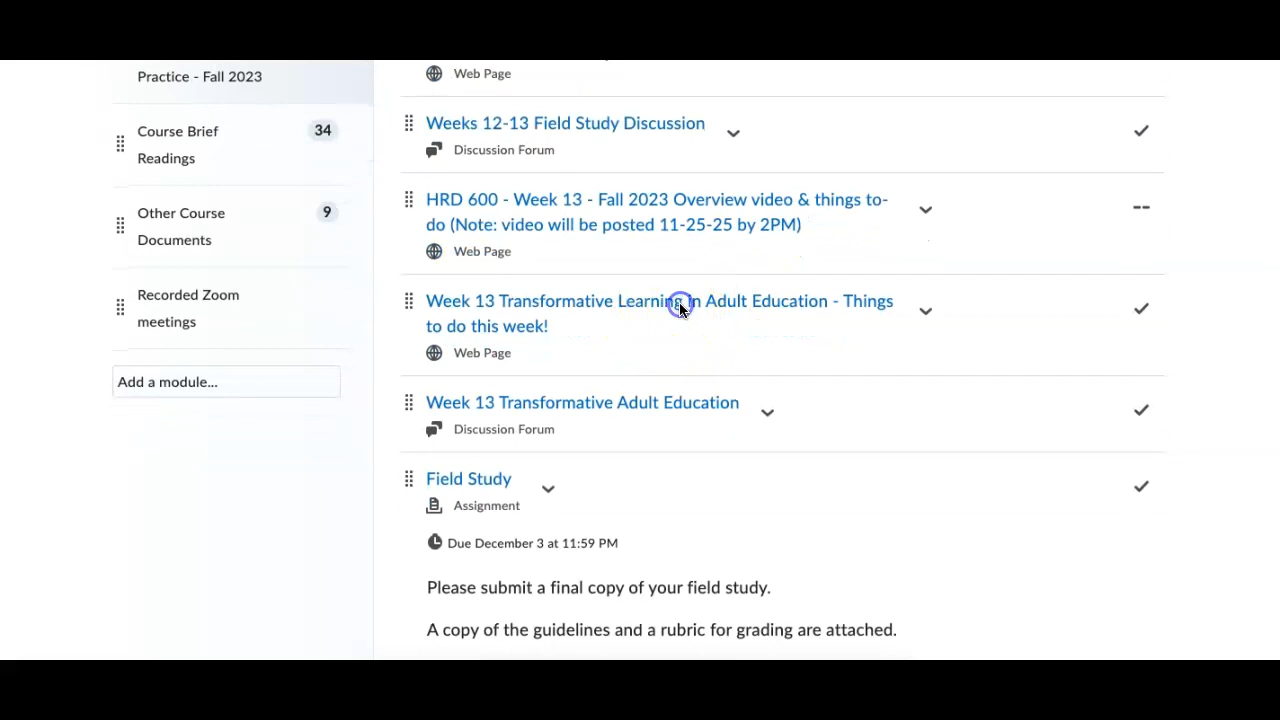 Practice - Fall 2023
Course Brief
Readings
34
Other Course
Documents
9
Recorded Zoom
meetings
Add a module...
Web Page
Weeks 12-13 Field Study Discussion
Discussion Forum
HRD 600 - Week 13 - Fall 2023 Overview video & things to-
do (Note: video will be posted 11-25-25 by 2PM)
Web Page
Week 13 Transformative Learning in Adult Education - Things
to do this week!
Web Page
Week 13 Transformative Adult Education
Discussion Forum
Field Study
Assignment
Due December 3 at 11:59 PM
Please submit a final copy of your field study.
A copy of the guidelines and a rubric for grading are attached.